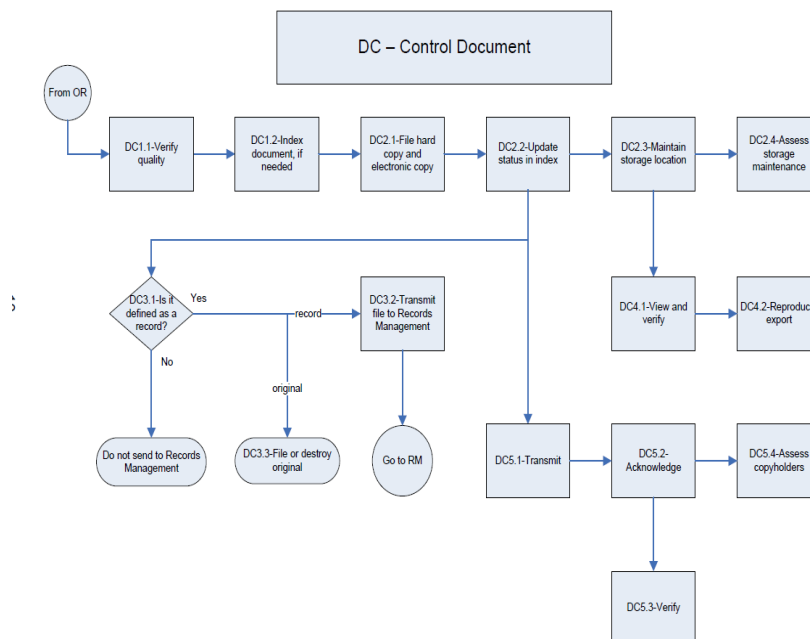 DC – Control Document
From OR
DC1.1-Verify
quality
DC1.2-Index
document, if
needed
DC2.1-File hard
copy and
electronic copy
DC2.2-Update
status in index
DC2.3-Maintain
storage location
DC2.4-Assess
storage
maintenance
DC3.1-Is it
defined as a
record?
Yes
record
No
original
DC3.2-Transmit
file to Records
Management
DC4.1-View and
verify
DC4.2-Reproduc
export
Do not send to Records
Management
DC3.3-File or destroy
original
Go to RM
DC5.1-Transmit
DC5.2-
Acknowledge
DC5.4-Assess
copyholders
DC5.3-Verify